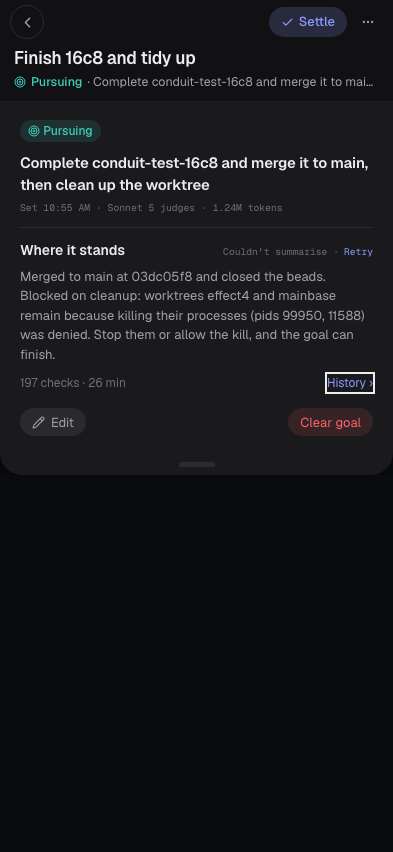 Settle
Finish 16c8 and tidy up
Pursuing · Complete conduit-test-16c8 and merge it to mai...
Pursuing
Complete conduit-test-16c8 and merge it to main,
then clean up the worktree
Set 10:55 AM · Sonnet 5 judges · 1.24M tokens
Where it stands
Couldn't summarise · Retry
Merged to main at 03dc05f8 and closed the beads.
Blocked on cleanup: worktrees effect4 and mainbase
remain because killing their processes (pids 99950, 11588)
was denied. Stop them or allow the kill, and the goal can
finish.
197 checks · 26 min
History ›
Edit
Clear goal